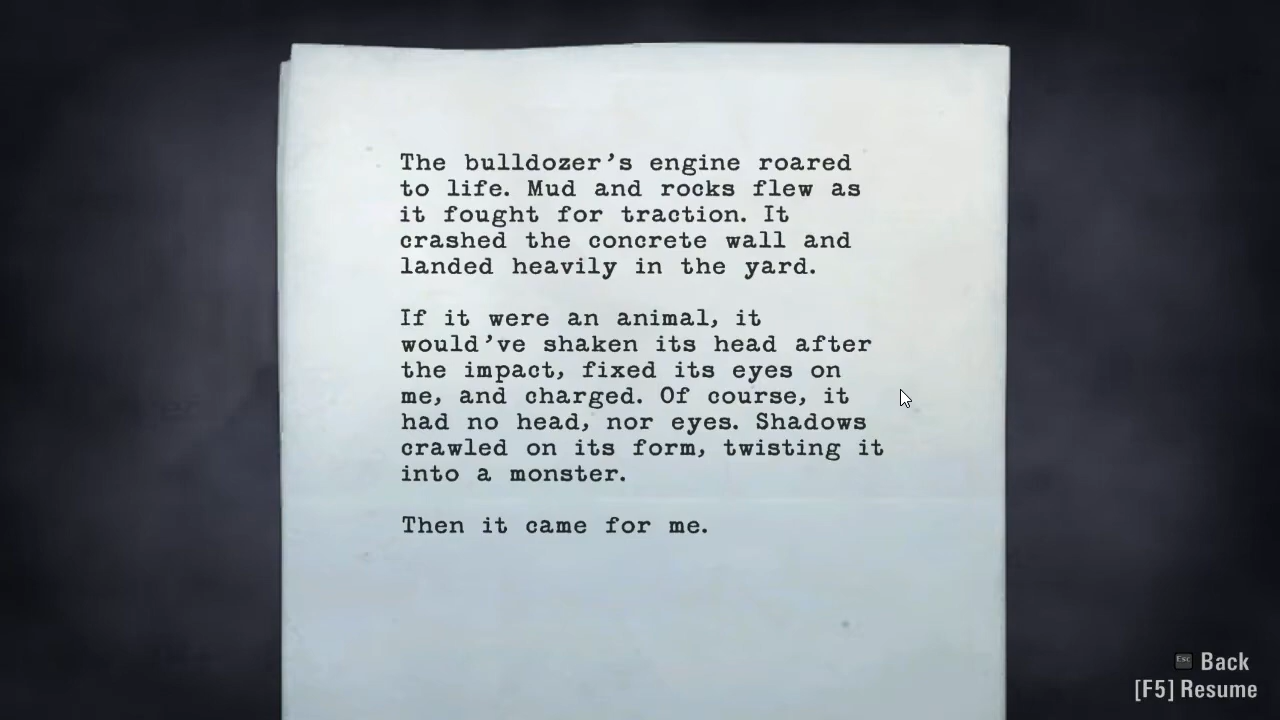 The bulldozer’s engine roared
to life. Mud and rocks flew as
it fought for traction. It
crashed the concrete wall and
landed heavily in the yard.
If it were an animal, it
would’ve shaken its head after
the impact, fixed its eyes on
me, and charged. Of course, it
had no head, nor eyes. Shadows
crawled on its form, twisting it
into a monster.
Then it came for me.
Esc Back
[F5] Resume